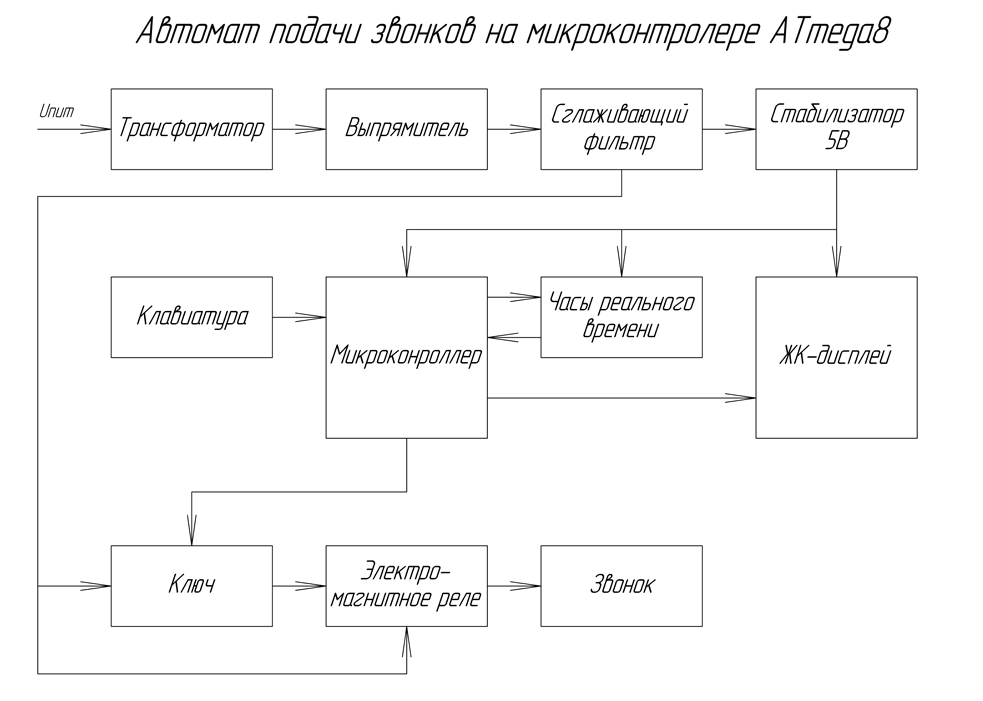 Автомат подачи звонков на микроконтролере ATmega8
Uпит
Трансформатор
Выпрямитель
Сглаживающий
фильтр
Стабилизатор
5В
Клавиатура
Микроконроллер
Часы реального
времени
ЖК-дисплей
Ключ
Электро-
магнитное реле
Звонок